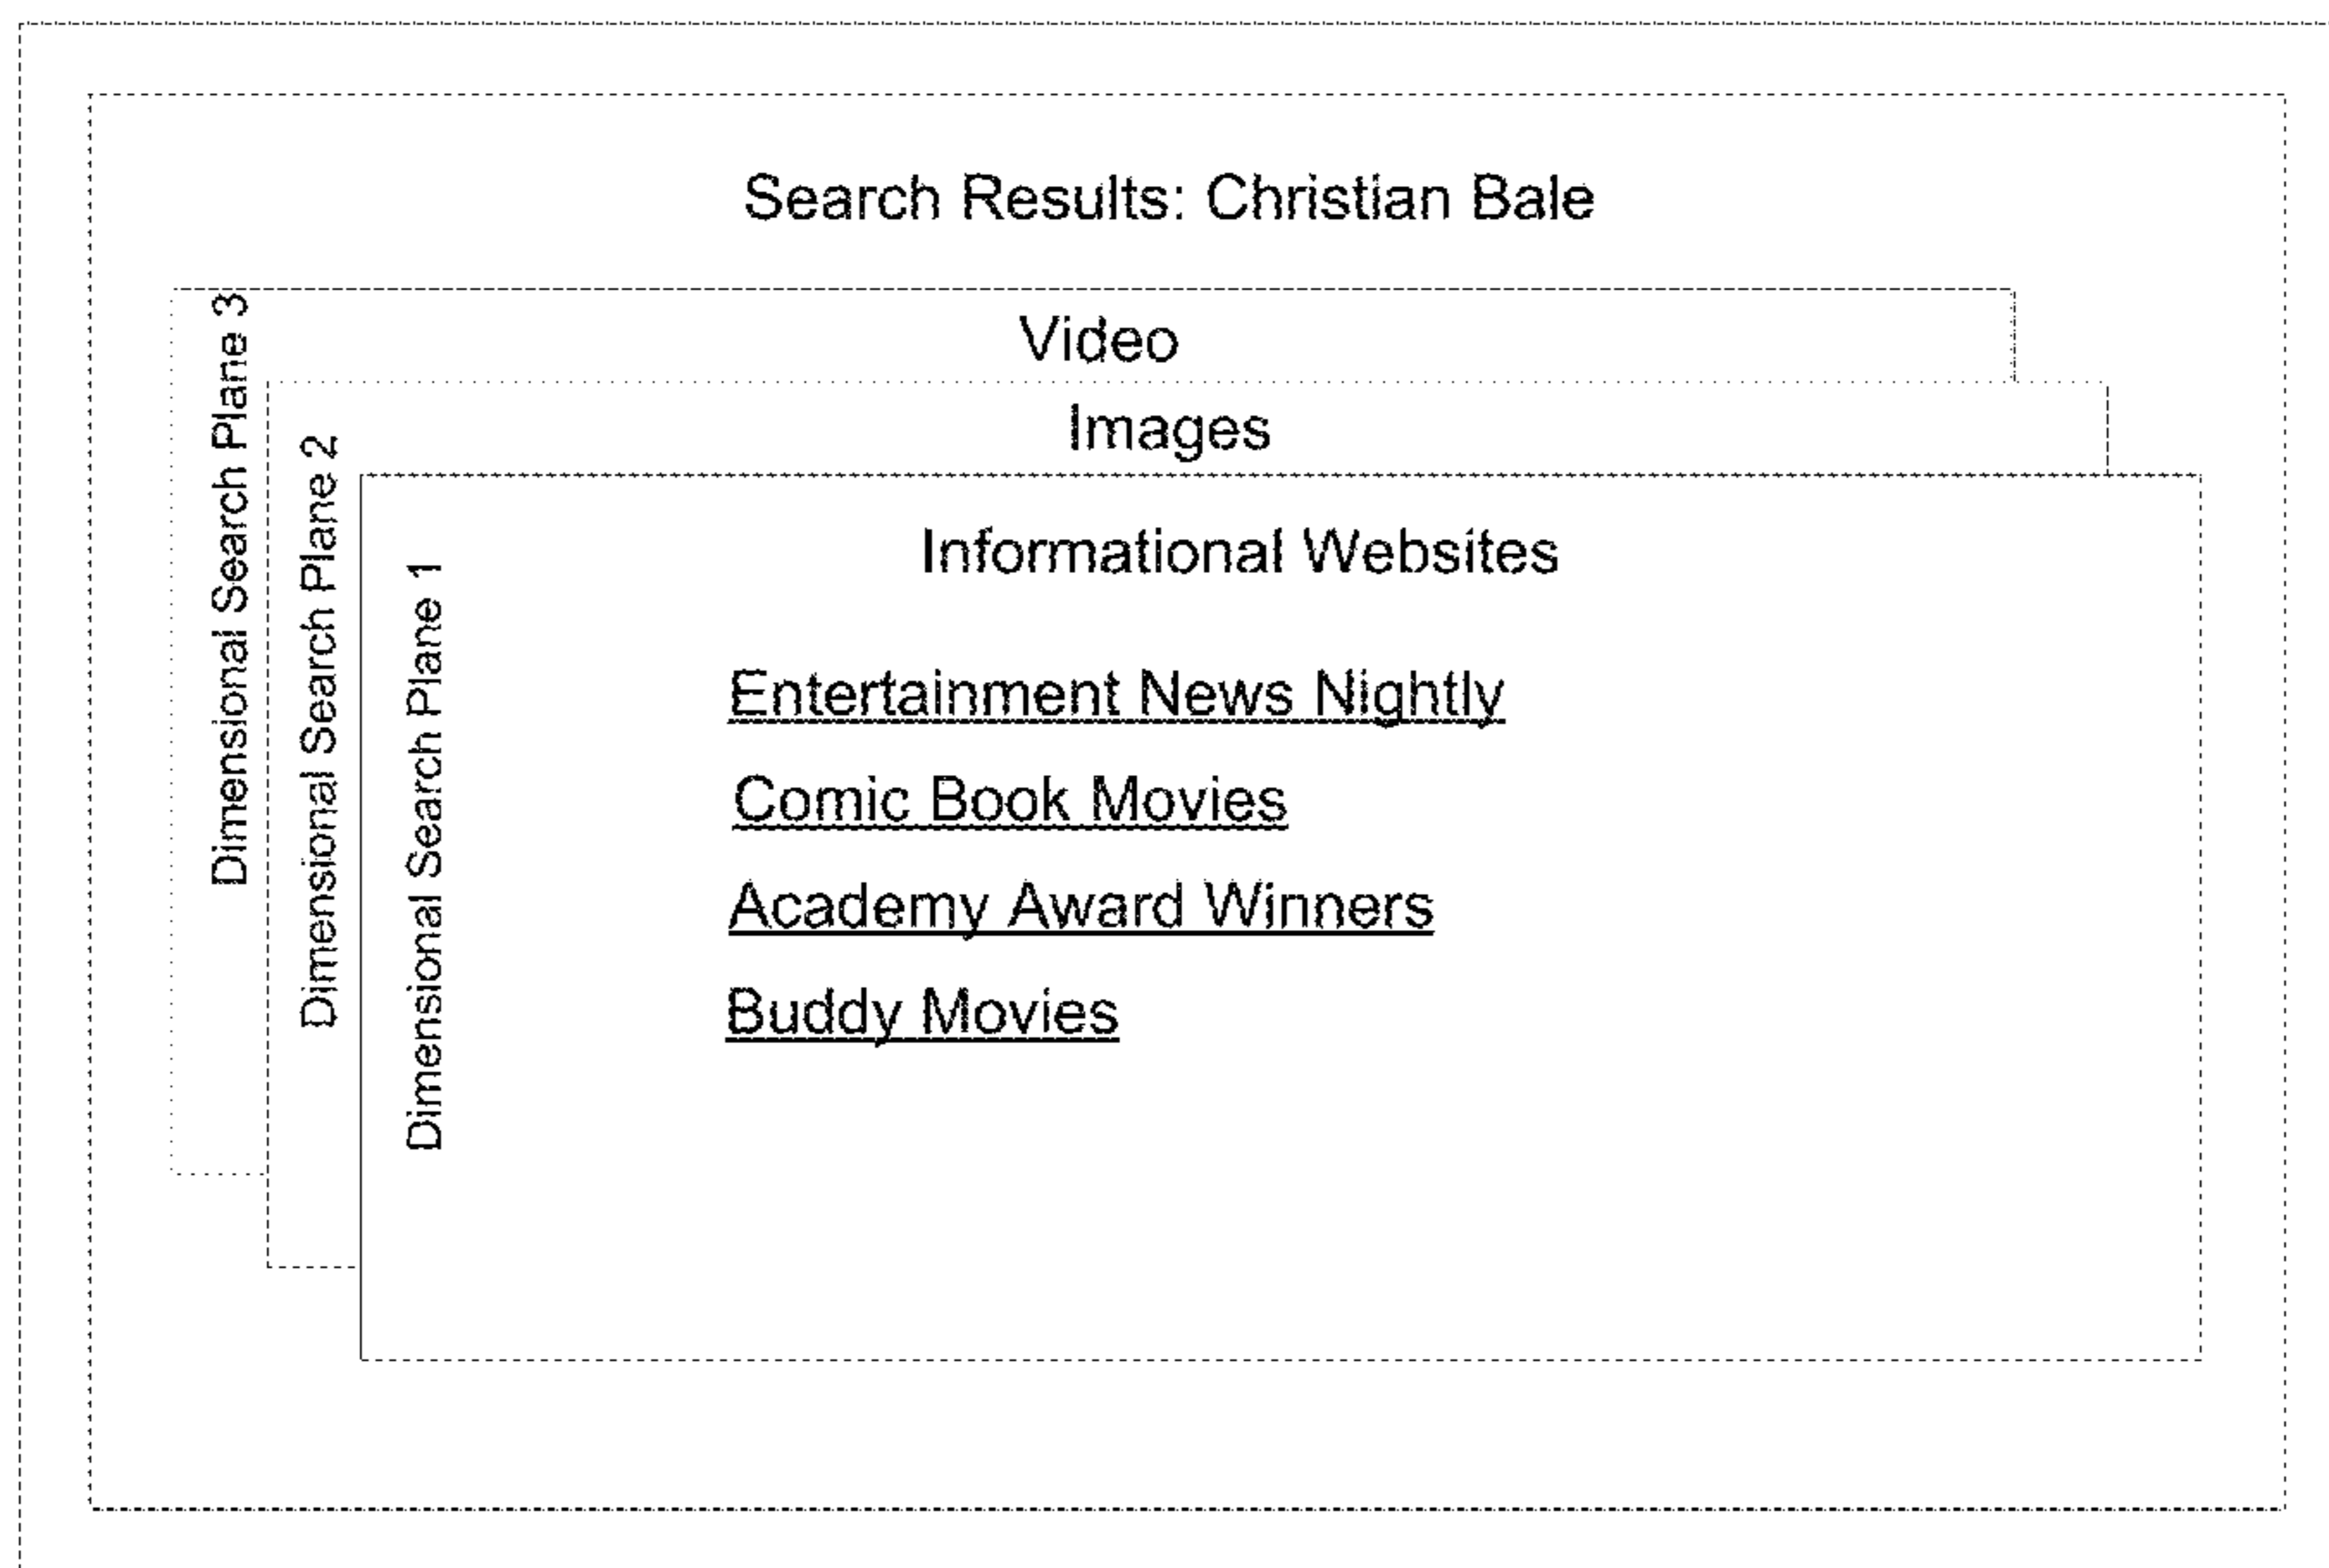 Search Results: Christian Bale
Dimensional Search Plane 3
Video
Dimensional Search Plane 2
Images
Dimensional Search Plane 1
Informational Websites
Entertainment News Nightly
Comic Book Movies
Academy Award Winners
Buddy Movies